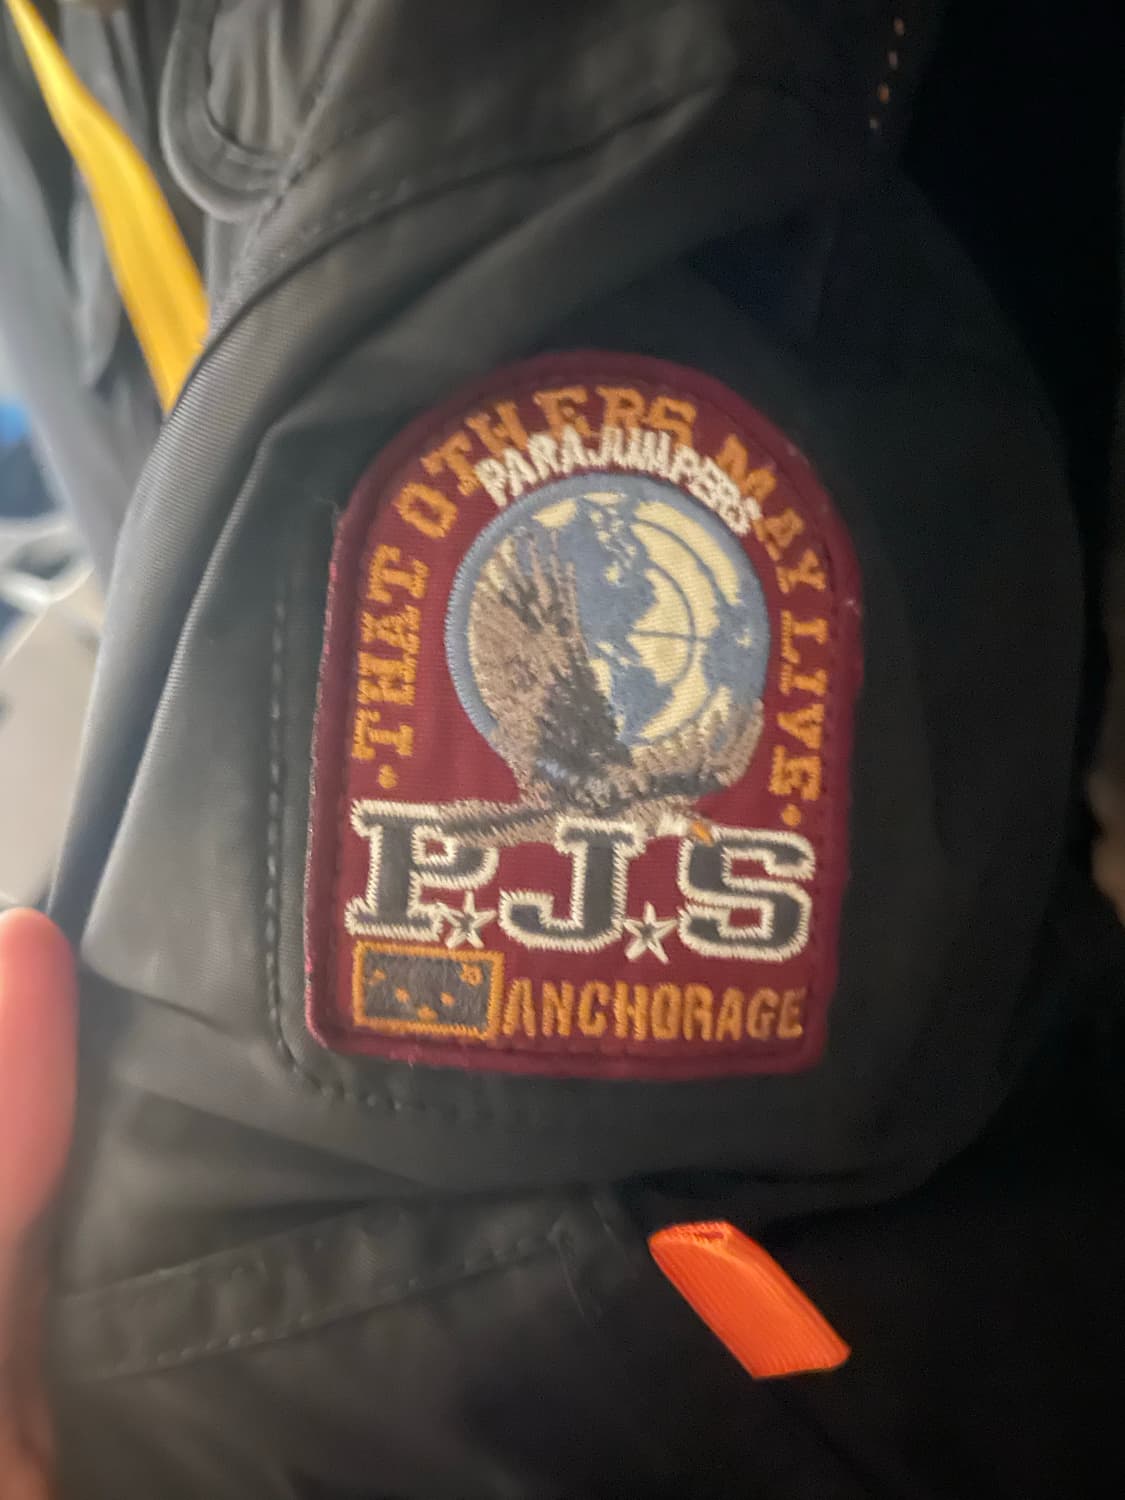 · THAT OTHERS MAY LIVE ·
PARAJUMPERS
P.J.S
ANCHORAGE